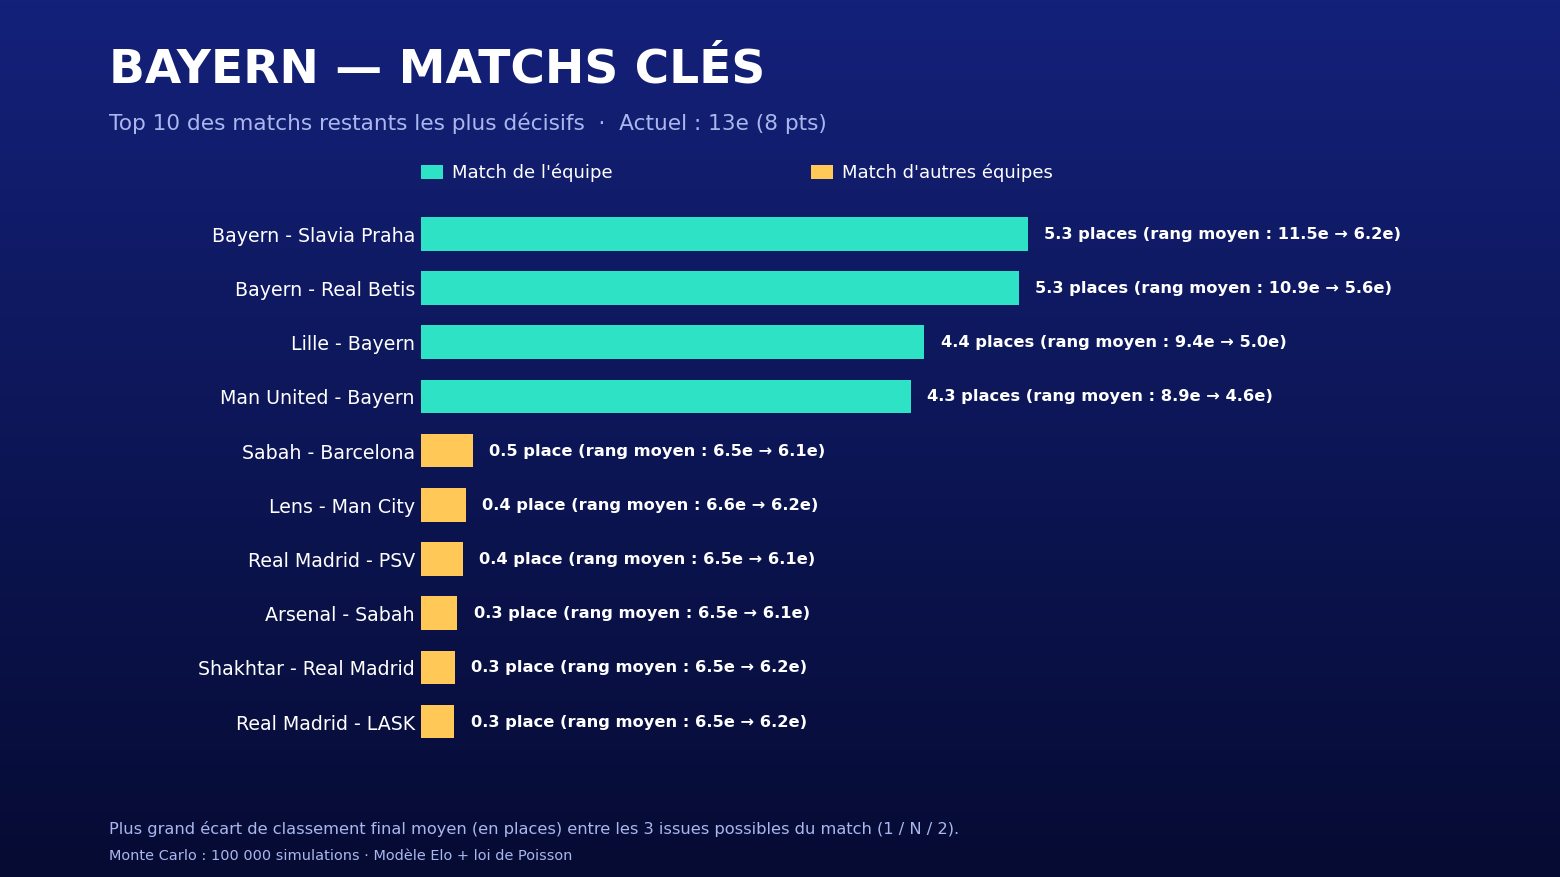 BAYERN — MATCHS CLÉS
Top 10 des matchs restants les plus décisifs · Actuel : 13e (8 pts)
Match de l'équipe
Match d'autres équipes
Bayern - Slavia Praha 5.3 places (rang moyen : 11.5e → 6.2e)
Bayern - Real Betis 5.3 places (rang moyen : 10.9e → 5.6e)
Lille - Bayern 4.4 places (rang moyen : 9.4e → 5.0e)
Man United - Bayern 4.3 places (rang moyen : 8.9e → 4.6e)
Sabah - Barcelona 0.5 place (rang moyen : 6.5e → 6.1e)
Lens - Man City 0.4 place (rang moyen : 6.6e → 6.2e)
Real Madrid - PSV 0.4 place (rang moyen : 6.5e → 6.1e)
Arsenal - Sabah 0.3 place (rang moyen : 6.5e → 6.1e)
Shakhtar - Real Madrid 0.3 place (rang moyen : 6.5e → 6.2e)
Real Madrid - LASK 0.3 place (rang moyen : 6.5e → 6.2e)
Plus grand écart de classement final moyen (en places) entre les 3 issues possibles du match (1 / N / 2).
Monte Carlo : 100 000 simulations · Modèle Elo + loi de Poisson